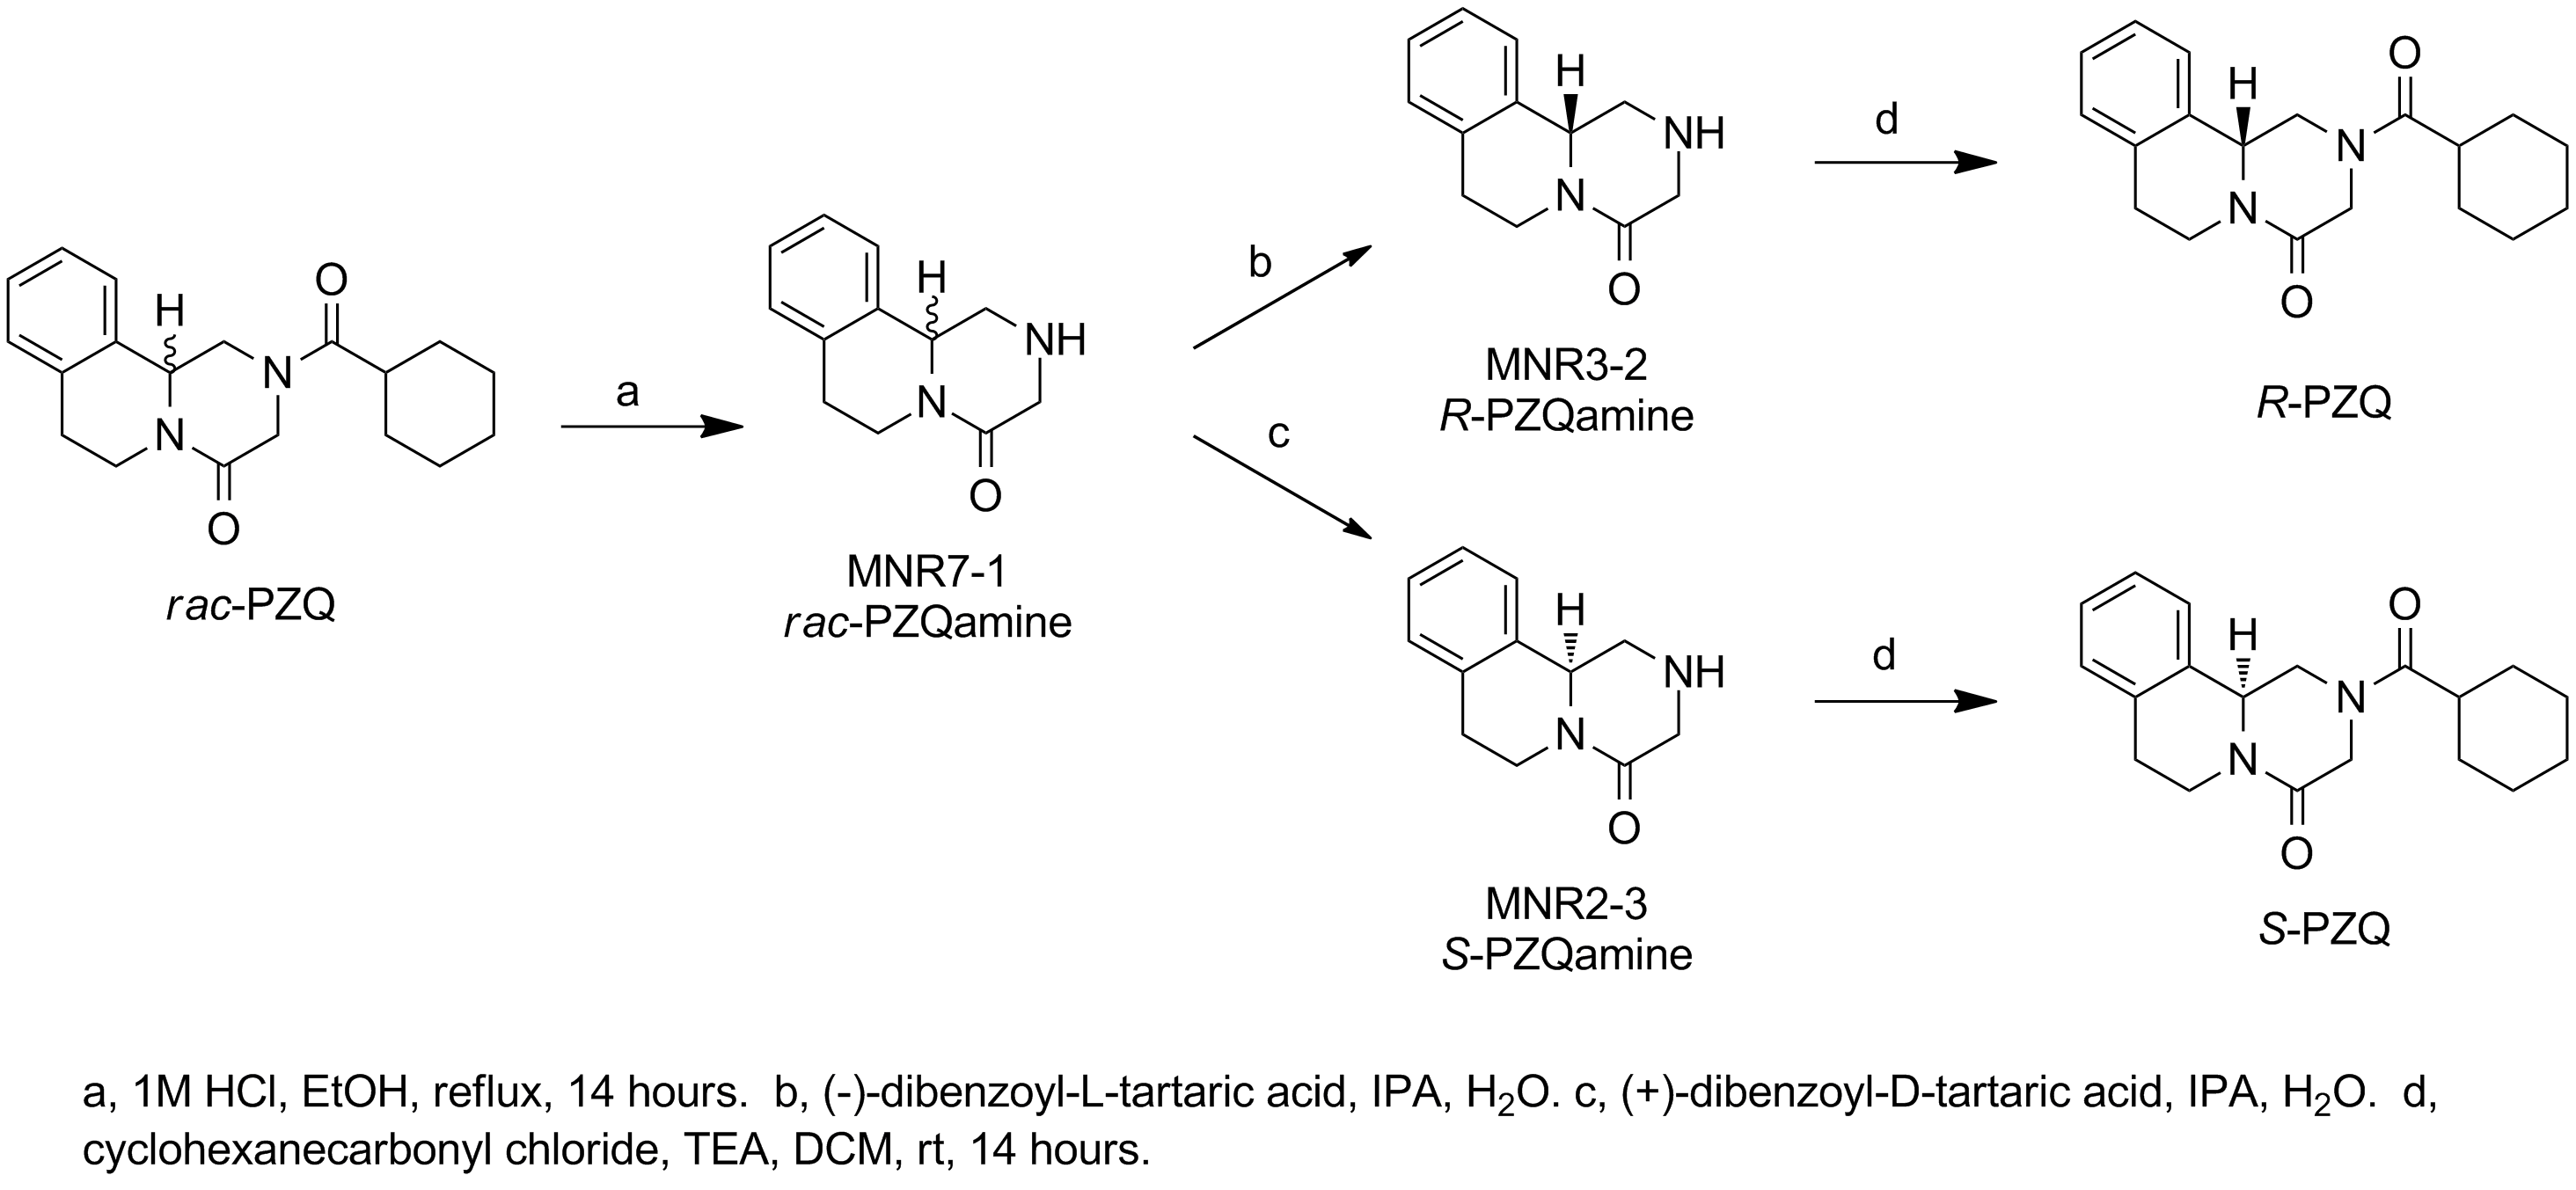 H
O
N
N
O
rac-PZQ
a
H
NH
N
O
MNR7-1
rac-PZQamine
b
c
H
NH
N
O
MNR3-2
R-PZQamine
d
H
O
N
N
O
R-PZQ
H
NH
N
O
MNR2-3
S-PZQamine
d
H
O
N
N
O
S-PZQ
a, 1M HCl, EtOH, reflux, 14 hours. b, (-)-dibenzoyl-L-tartaric acid, IPA, H₂O. c, (+)-dibenzoyl-D-tartaric acid, IPA, H₂O. d,
cyclohexanecarbonyl chloride, TEA, DCM, rt, 14 hours.